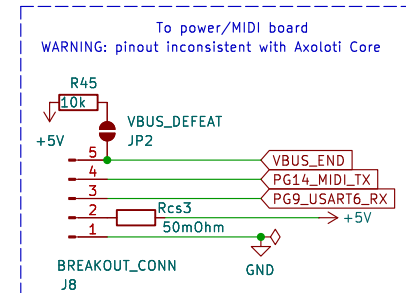 To power/MIDI board
WARNING: pinout inconsistent with Axoloti Core
R45
10k
VBUS_DEFEAT
JP2
+5V
5
VBUS_END
4
PG14_MIDI_TX
3
PG9_USART6_RX
2
Rcs3
+5V
50mOhm
1
BREAKOUT_CONN
GND
J8